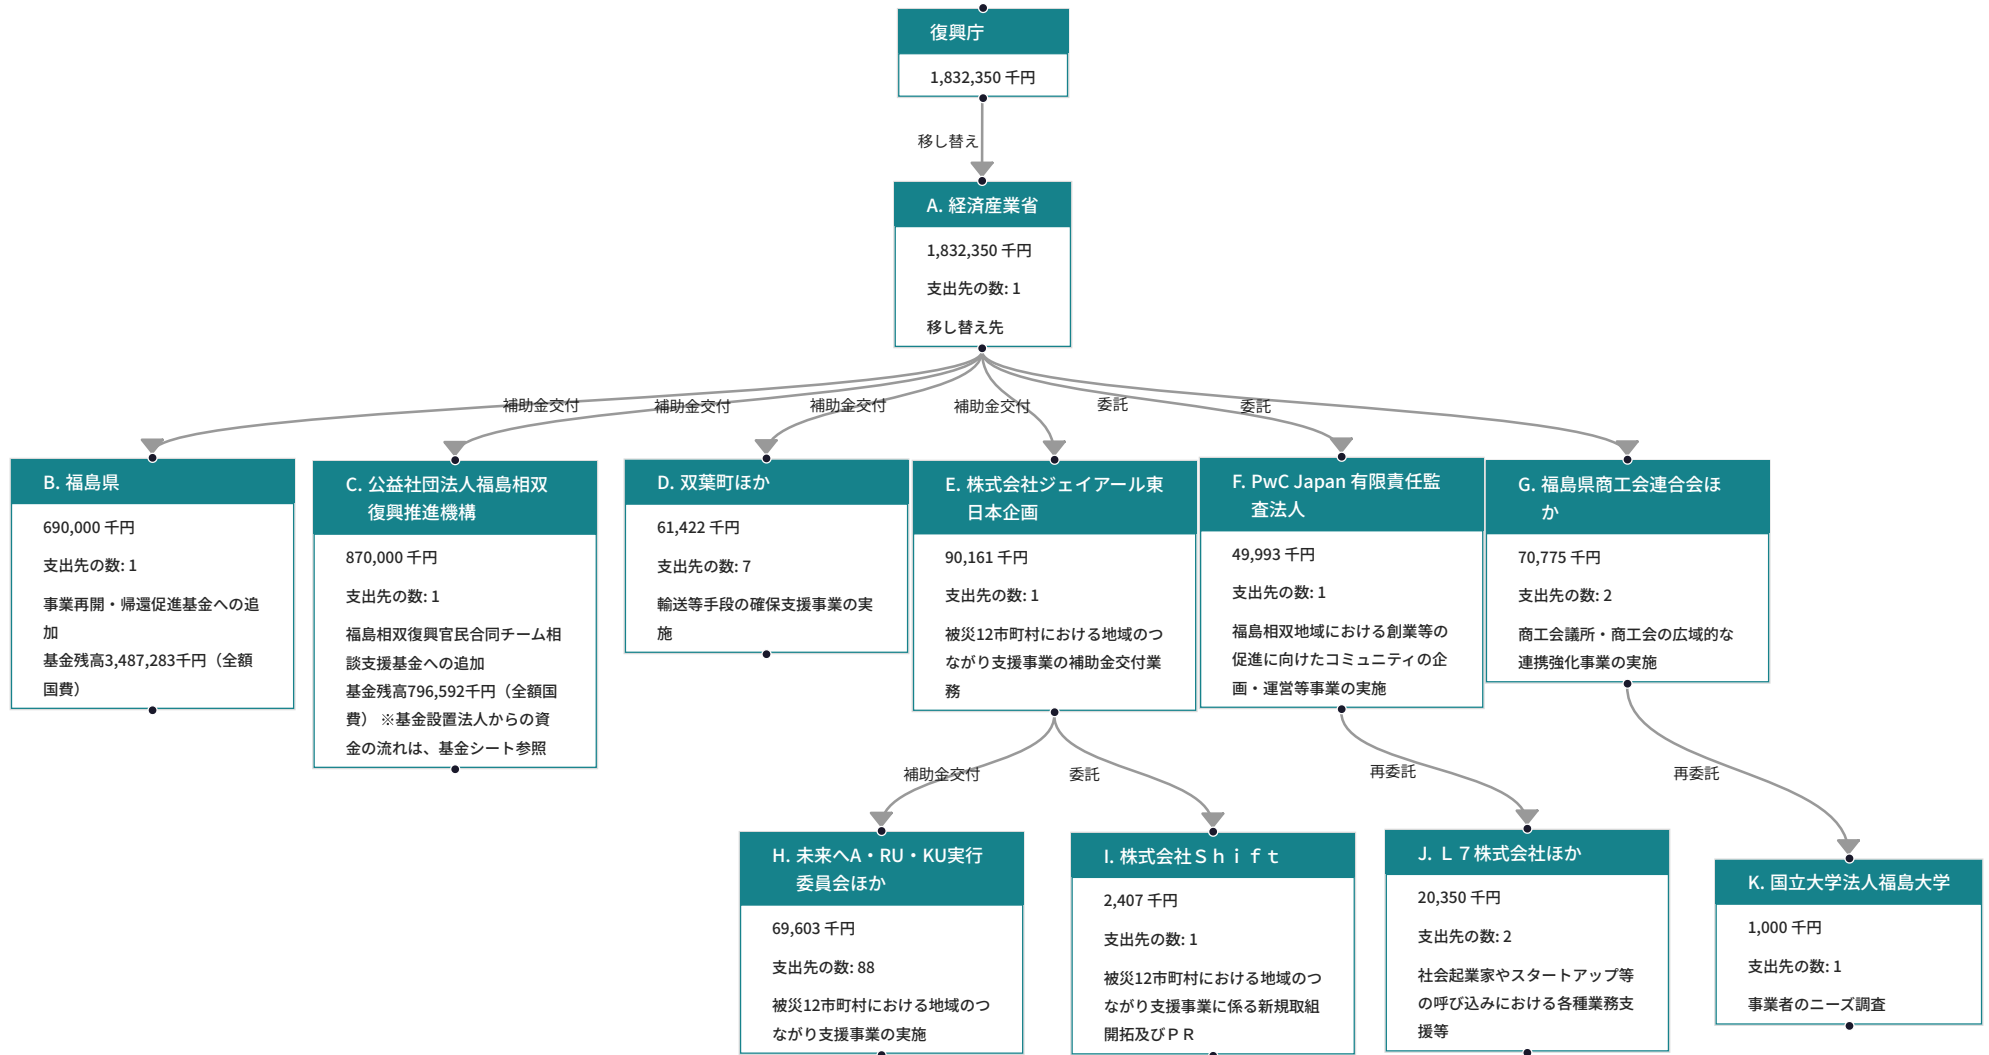 復興庁
1,832,350 千円
移し替え
A. 経済産業省
1,832,350 千円
支出先の数: 1
移し替え先
補助金交付
補助金交付
補助金交付
補助金交付
委託
委託
B. 福島県
690,000 千円
支出先の数: 1
事業再開・帰還促進基金への追
加
基金残高3,487,283千円（全額
国費）
C. 公益社団法人福島相双
復興推進機構
870,000 千円
支出先の数: 1
福島相双復興官民合同チーム相
談支援基金への追加
基金残高796,592千円（全額国
費） ※基金設置法人からの資
金の流れは、基金シート参照
D. 双葉町ほか
61,422 千円
支出先の数: 7
輸送等手段の確保支援事業の実
施
E. 株式会社ジェイアール東
日本企画
90,161 千円
支出先の数: 1
被災12市町村における地域のつ
ながり支援事業の補助金交付業
務
F. PwC Japan 有限責任監
査法人
49,993 千円
支出先の数: 1
福島相双地域における創業等の
促進に向けたコミュニティの企
画・運営等事業の実施
G. 福島県商工会連合会ほ
か
70,775 千円
支出先の数: 2
商工会議所・商工会の広域的な
連携強化事業の実施
補助金交付
委託
再委託
再委託
H. 未来へA・RU・KU実行
委員会ほか
69,603 千円
支出先の数: 88
被災12市町村における地域のつ
ながり支援事業の実施
I. 株式会社Ｓｈｉｆｔ
2,407 千円
支出先の数: 1
被災12市町村における地域のつ
ながり支援事業に係る新規取組
開拓及びＰＲ
J. Ｌ７株式会社ほか
20,350 千円
支出先の数: 2
社会起業家やスタートアップ等
の呼び込みにおける各種業務支
援等
K. 国立大学法人福島大学
1,000 千円
支出先の数: 1
事業者のニーズ調査